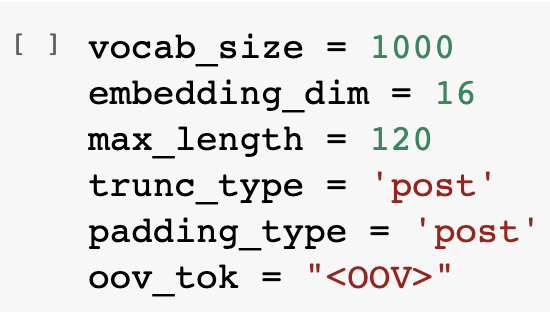 [ ] vocab_size = 1000
embedding_dim = 16
max_length = 120
trunc_type = 'post'
padding_type = 'post'
oov_tok = "<OOV>"